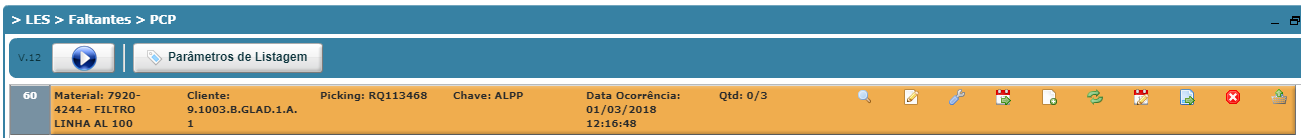 > LES > Faltantes > PCP
V.12
Parâmetros de Listagem
60
Material: 7920-
4244 - FILTRO
LINHA AL 100
Cliente:
9.1003.B.GLAD.1.A.
1
Picking: RQ113468
Chave: ALPP
Data Ocorrência:
01/03/2018
12:16:48
Qtd: 0/3